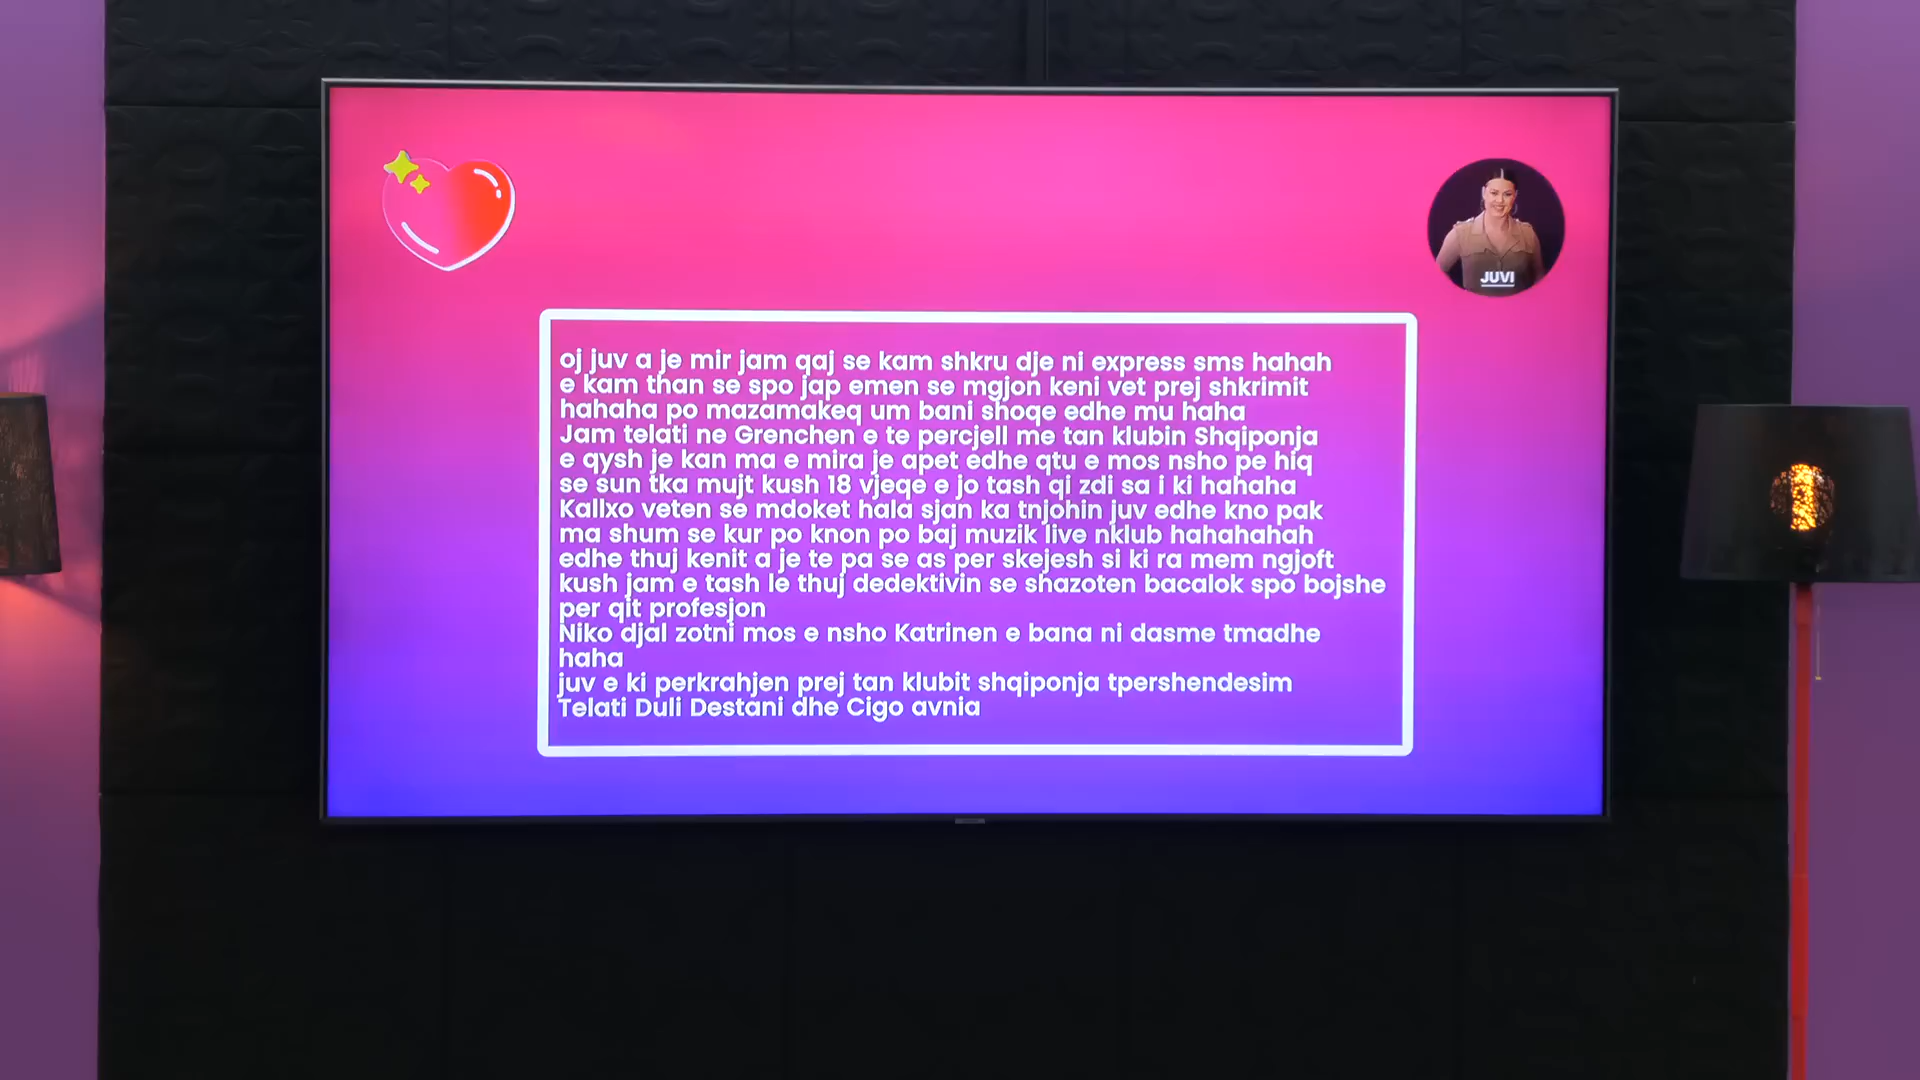 JUVI
oj juv a je mir jam qaj se kam shkru dje ni express sms hahah
e kam than se spo jap emen se mgjon keni vet prej shkrimit
hahaha po mazamakeq um bani shoqe edhe mu haha
Jam telati ne Grenchen e te percjell me tan klubin Shqiponja
e qysh je kan ma e mira je apet edhe qtu e mos nsho pe hiq
se sun tka mujt kush 18 vjeqe e jo tash qi zdi sa i ki hahaha
Kallxo veten se mdoket hala sjan ka tnjohin juv edhe kno pak
ma shum se kur po knon po baj muzik live nklub hahahahah
edhe thuj kenit a je te pa se as per skejesh si ki ra mem ngjoft
kush jam e tash le thuj dedektivin se shazoten bacalok spo bojshe
per qit profesjon
Niko djal zotni mos e nsho Katrinen e bana ni dasme tmadhe
haha
juv e ki perkrahjen prej tan klubit shqiponja tpershendesim
Telati Duli Destani dhe Cigo avnia